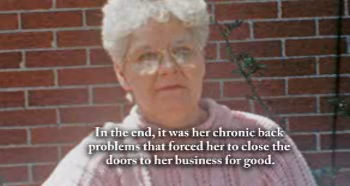 In the end, it was her chronic back
problems that forced her to close the
doors to her business for good.